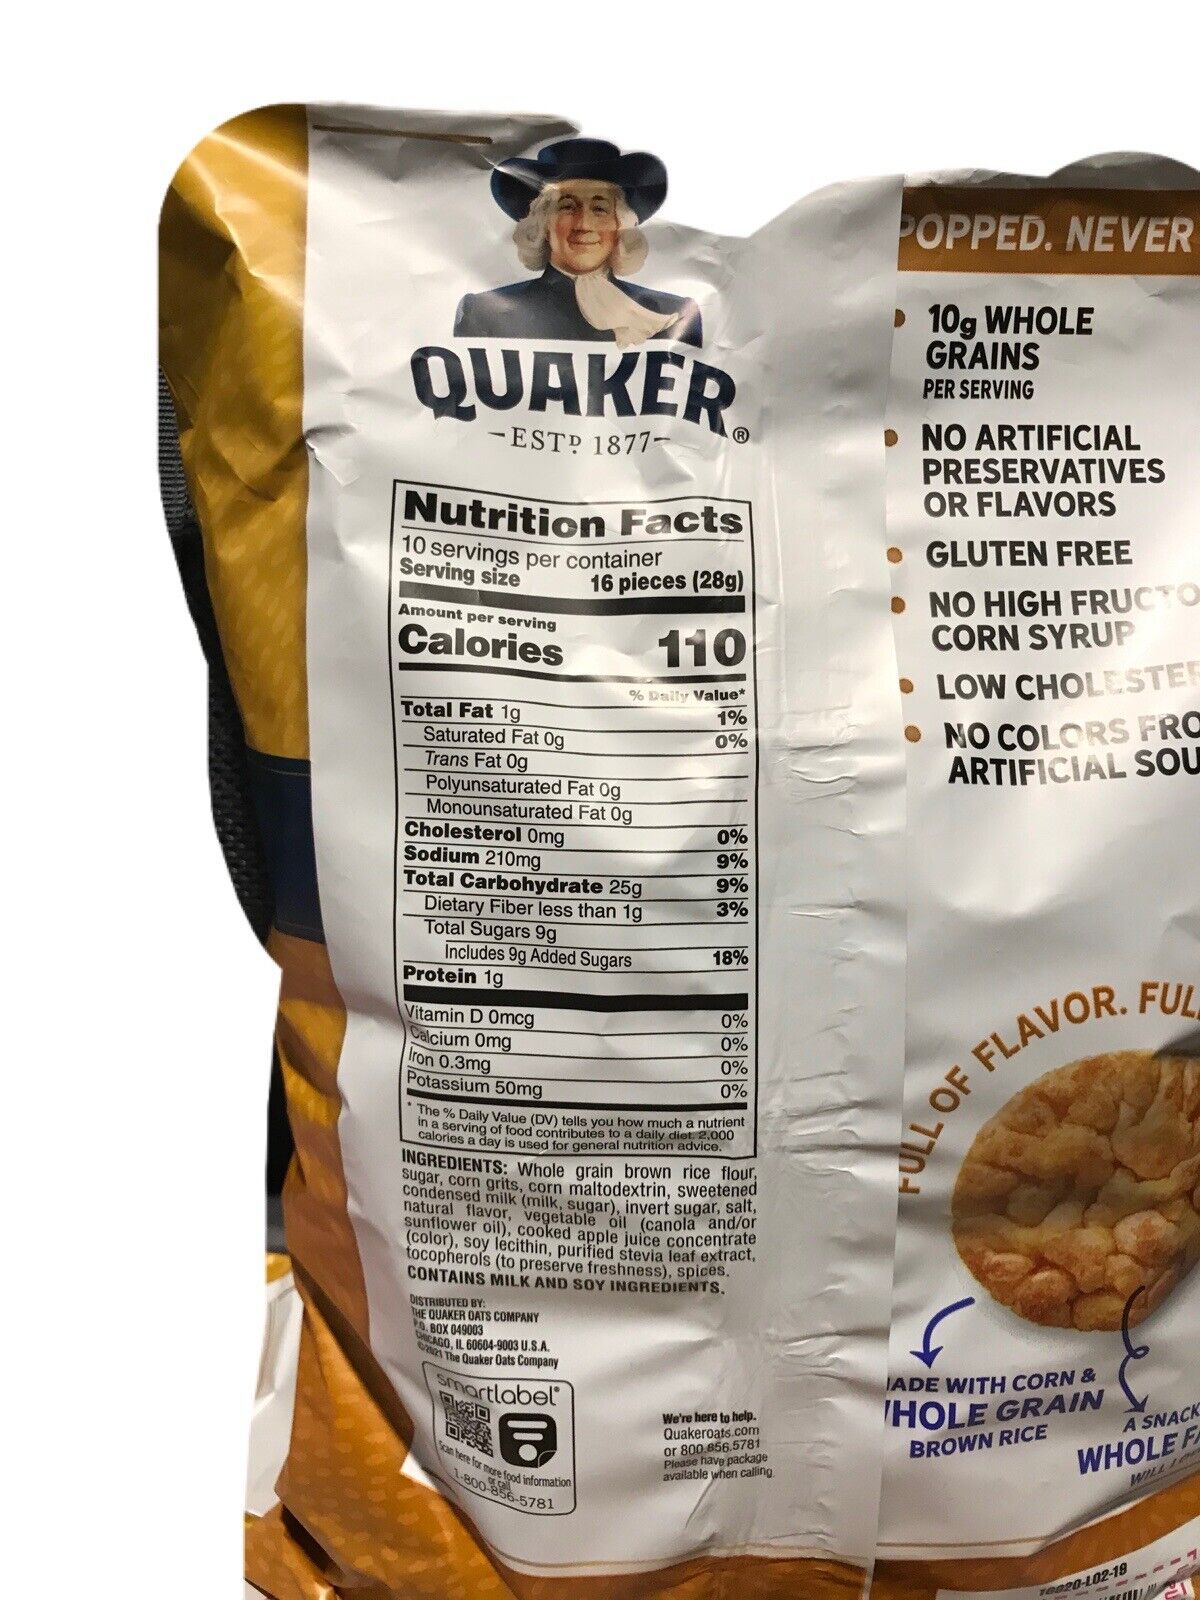 QUAKER®
ESTD 1877
Nutrition Facts
10 servings per container
Serving size 16 pieces (28g)
Amount per serving
Calories 110
% Daily Value*
Total Fat 1g 1%
Saturated Fat 0g 0%
Trans Fat 0g
Polyunsaturated Fat 0g
Monounsaturated Fat 0g
Cholesterol 0mg 0%
Sodium 210mg 9%
Total Carbohydrate 25g 9%
Dietary Fiber less than 1g 3%
Total Sugars 9g
Includes 9g Added Sugars 18%
Protein 1g
Vitamin D 0mcg 0%
Calcium 0mg 0%
Iron 0.3mg 0%
Potassium 50mg 0%
* The % Daily Value (DV) tells you how much a nutrient
in a serving of food contributes to a daily diet. 2,000
calories a day is used for general nutrition advice.
INGREDIENTS: Whole grain brown rice flour,
sugar, corn grits, corn maltodextrin, sweetened
condensed milk (milk, sugar), invert sugar, salt,
natural flavor, vegetable oil (canola and/or
sunflower oil), cooked apple juice concentrate
(color), soy lecithin, purified stevia leaf extract,
tocopherols (to preserve freshness), spices.
CONTAINS MILK AND SOY INGREDIENTS.
DISTRIBUTED BY:
THE QUAKER OATS COMPANY
P.O. BOX 049003
CHICAGO, IL 60604-9003 U.S.A.
©2021 The Quaker Oats Company
smartlabel®
Scan here for more food information
or call
1-800-856-5781
We're here to help.
Quakeroats.com
or 800.856.5781
Please have package
available when calling
POPPED. NEVER
• 10g WHOLE
GRAINS
PER SERVING
• NO ARTIFICIAL
PRESERVATIVES
OR FLAVORS
• GLUTEN FREE
• NO HIGH FRUCTO
CORN SYRUP
• LOW CHOLESTER
• NO COLORS FRO
ARTIFICIAL SOU
FULL OF FLAVOR. FUL
MADE WITH CORN &
WHOLE GRAIN
BROWN RICE
A SNACK
WHOLE FA
WILL
10020-L02-19